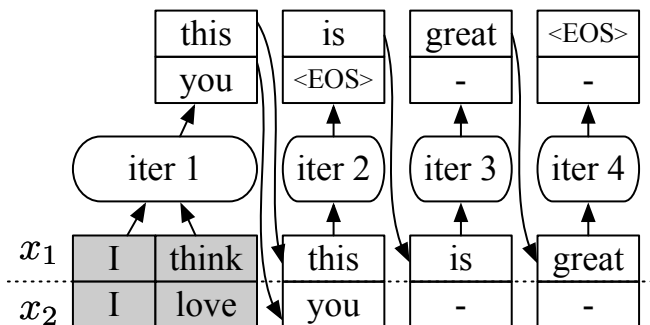 this is great <EOS>
you <EOS> - -
iter 1 iter 2 iter 3 iter 4
x₁ I think this is great
x₂ I love you - -